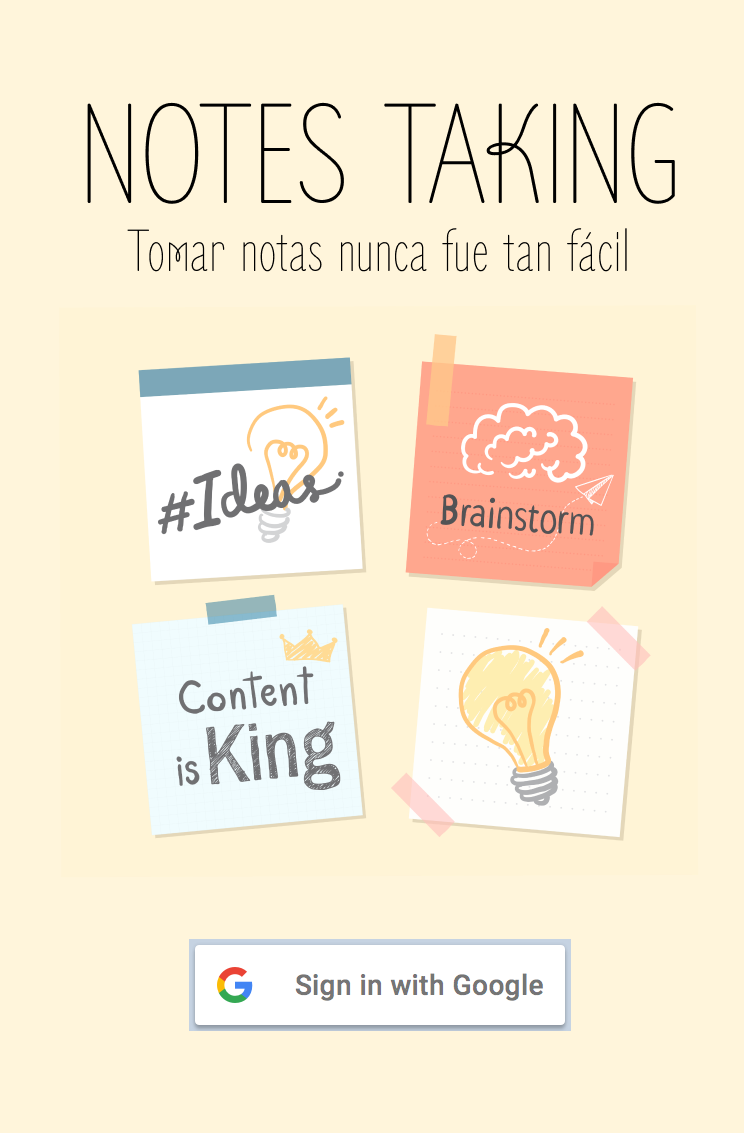 NOTES TAKING
Tomar notas nunca fue tan fácil
#Ideas
Brainstorm
Content
is King
Sign in with Google